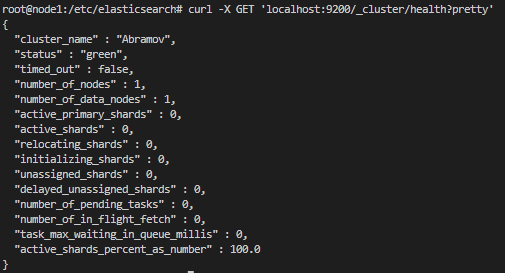 root@node1:/etc/elasticsearch# curl -X GET 'localhost:9200/_cluster/health?pretty'
{
  "cluster_name" : "Abramov",
  "status" : "green",
  "timed_out" : false,
  "number_of_nodes" : 1,
  "number_of_data_nodes" : 1,
  "active_primary_shards" : 0,
  "active_shards" : 0,
  "relocating_shards" : 0,
  "initializing_shards" : 0,
  "unassigned_shards" : 0,
  "delayed_unassigned_shards" : 0,
  "number_of_pending_tasks" : 0,
  "number_of_in_flight_fetch" : 0,
  "task_max_waiting_in_queue_millis" : 0,
  "active_shards_percent_as_number" : 100.0
}